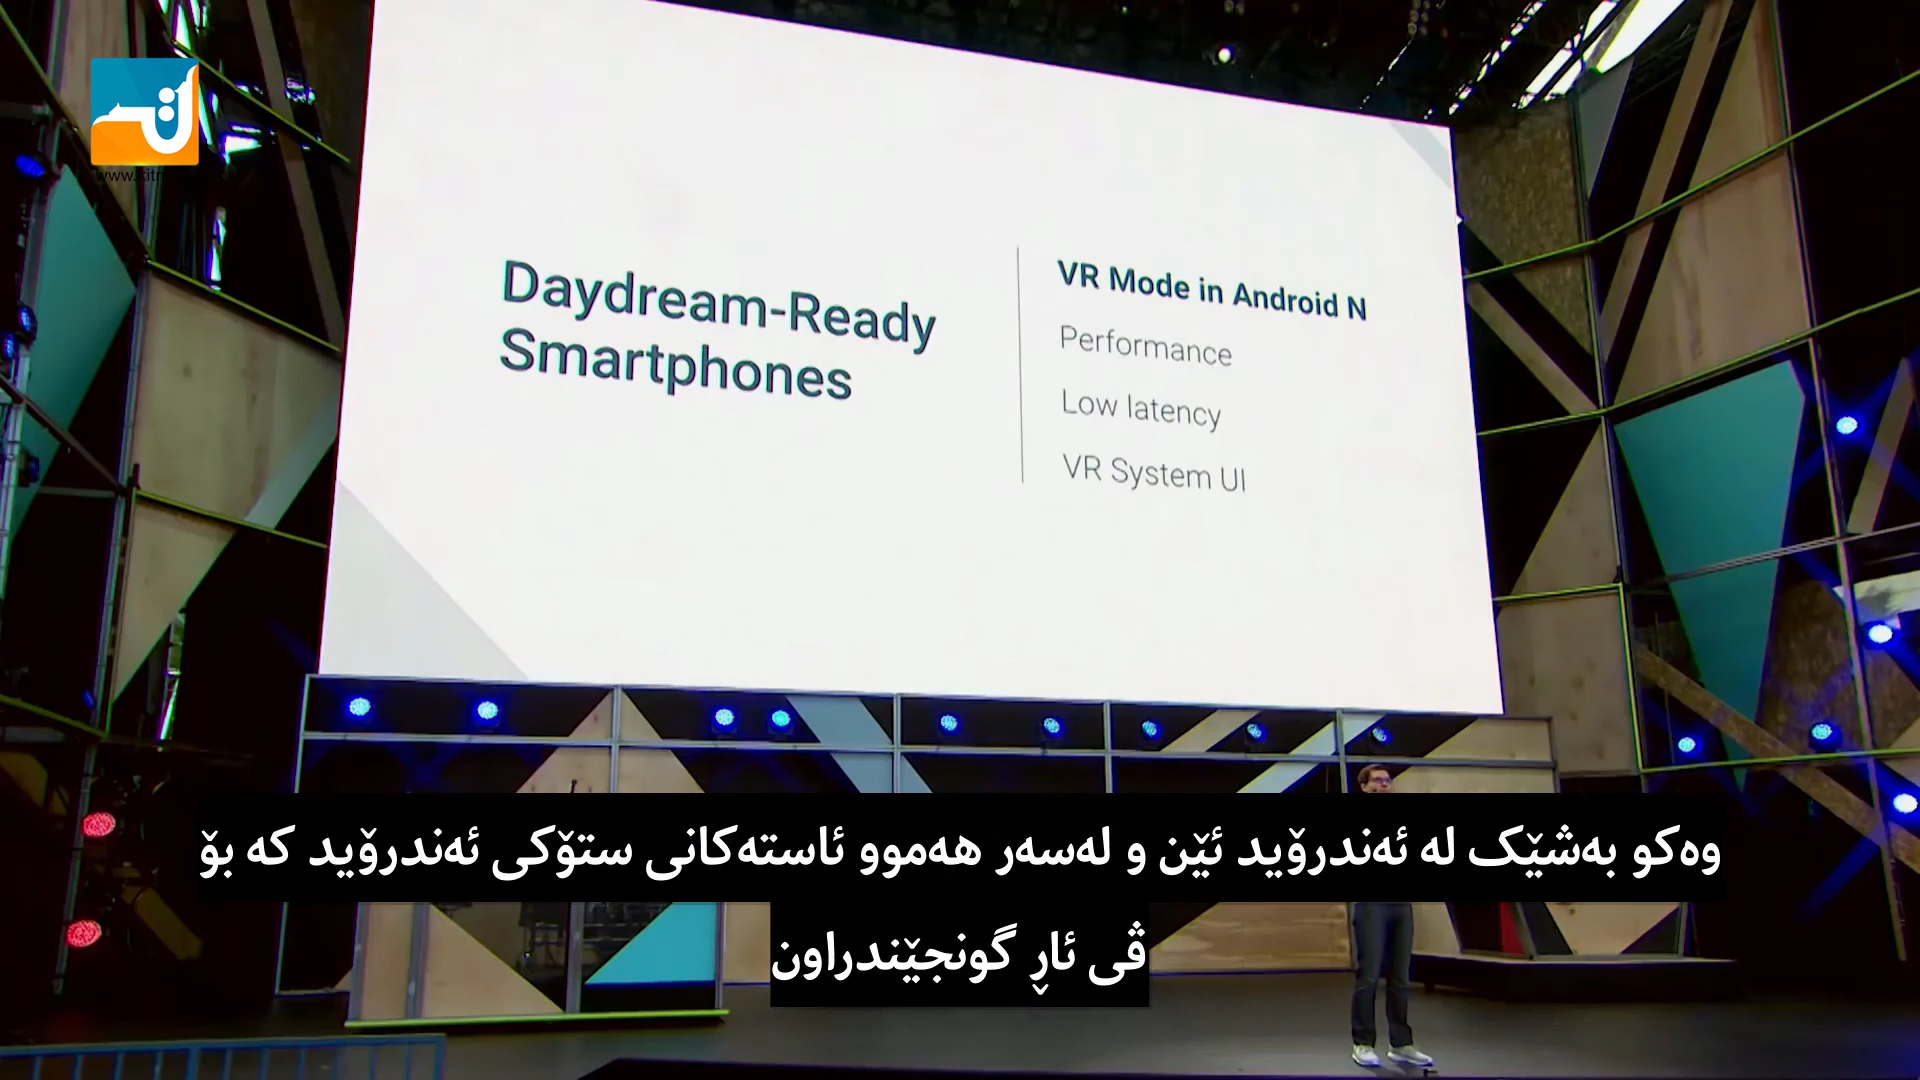 Daydream-Ready
Smartphones
VR Mode in Android N
Performance
Low latency
VR System UI
وەکو بەشێک لە ئەندرۆید ئێن و لەسەر هەموو ئاستەکانی ستۆکی ئەندرۆید کە بۆ
ڤی ئاڕ گونجێندراون